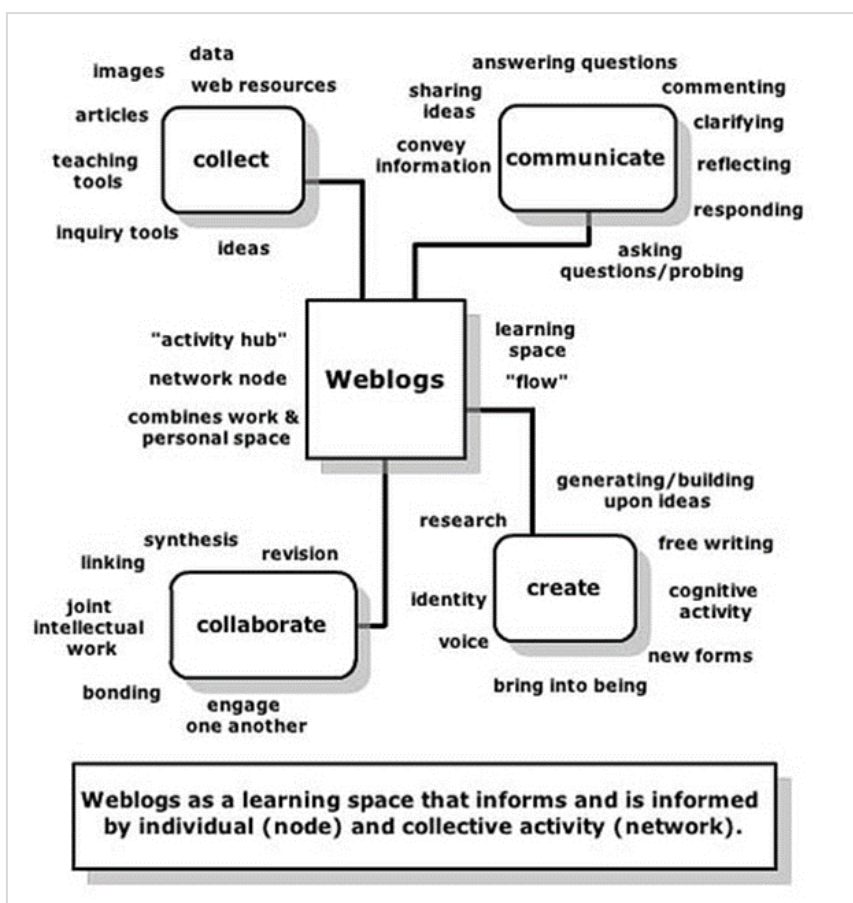 data
images
web resources
articles
collect
teaching
tools
inquiry tools
ideas
answering questions
commenting
sharing
ideas
clarifying
convey
information
communicate
reflecting
responding
asking
questions/probing
"activity hub"
network node
combines work &
personal space
Weblogs
learning
space
"flow"
synthesis
linking
revision
joint
intellectual
work
collaborate
bonding
engage
one another
generating/building
upon ideas
research
free writing
create
identity
cognitive
activity
voice
new forms
bring into being
Weblogs as a learning space that informs and is informed
by individual (node) and collective activity (network).